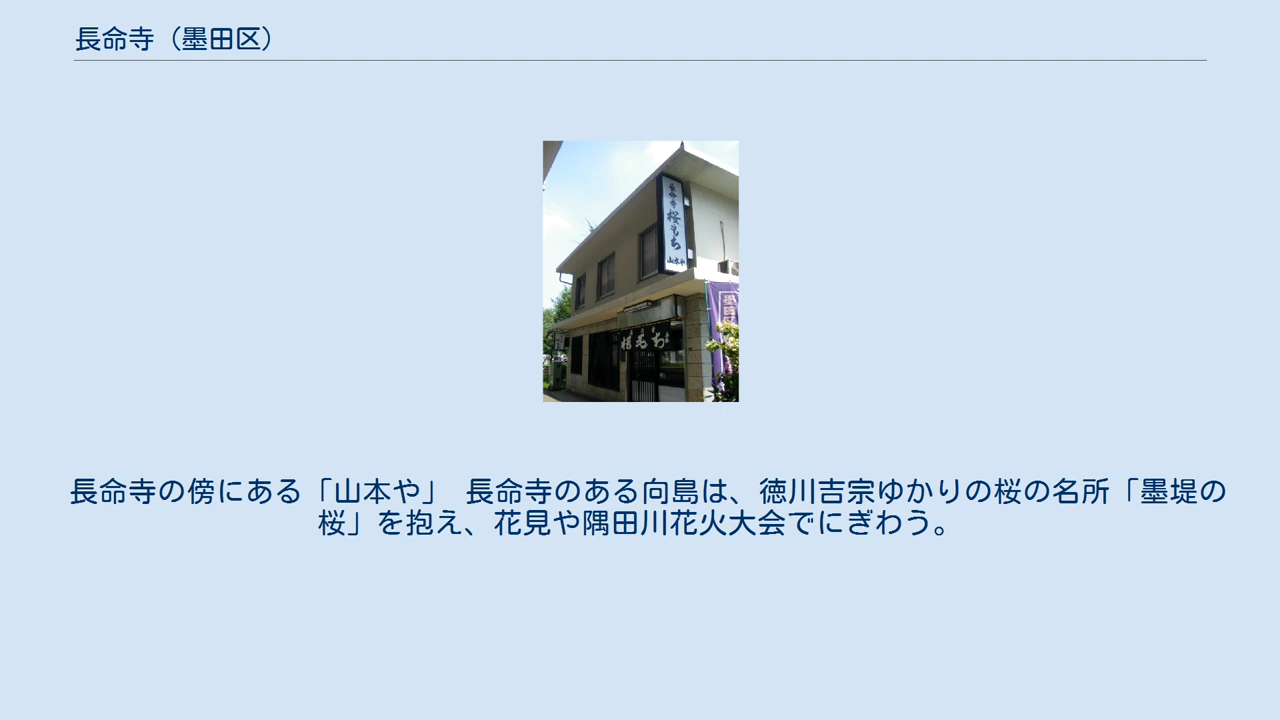 長命寺（墨田区）
長命寺
桜もち
山本や
桜もち
墨田
長命寺の傍にある「山本や」 長命寺のある向島は、徳川吉宗ゆかりの桜の名所「墨堤の
桜」を抱え、花見や隅田川花火大会でにぎわう。